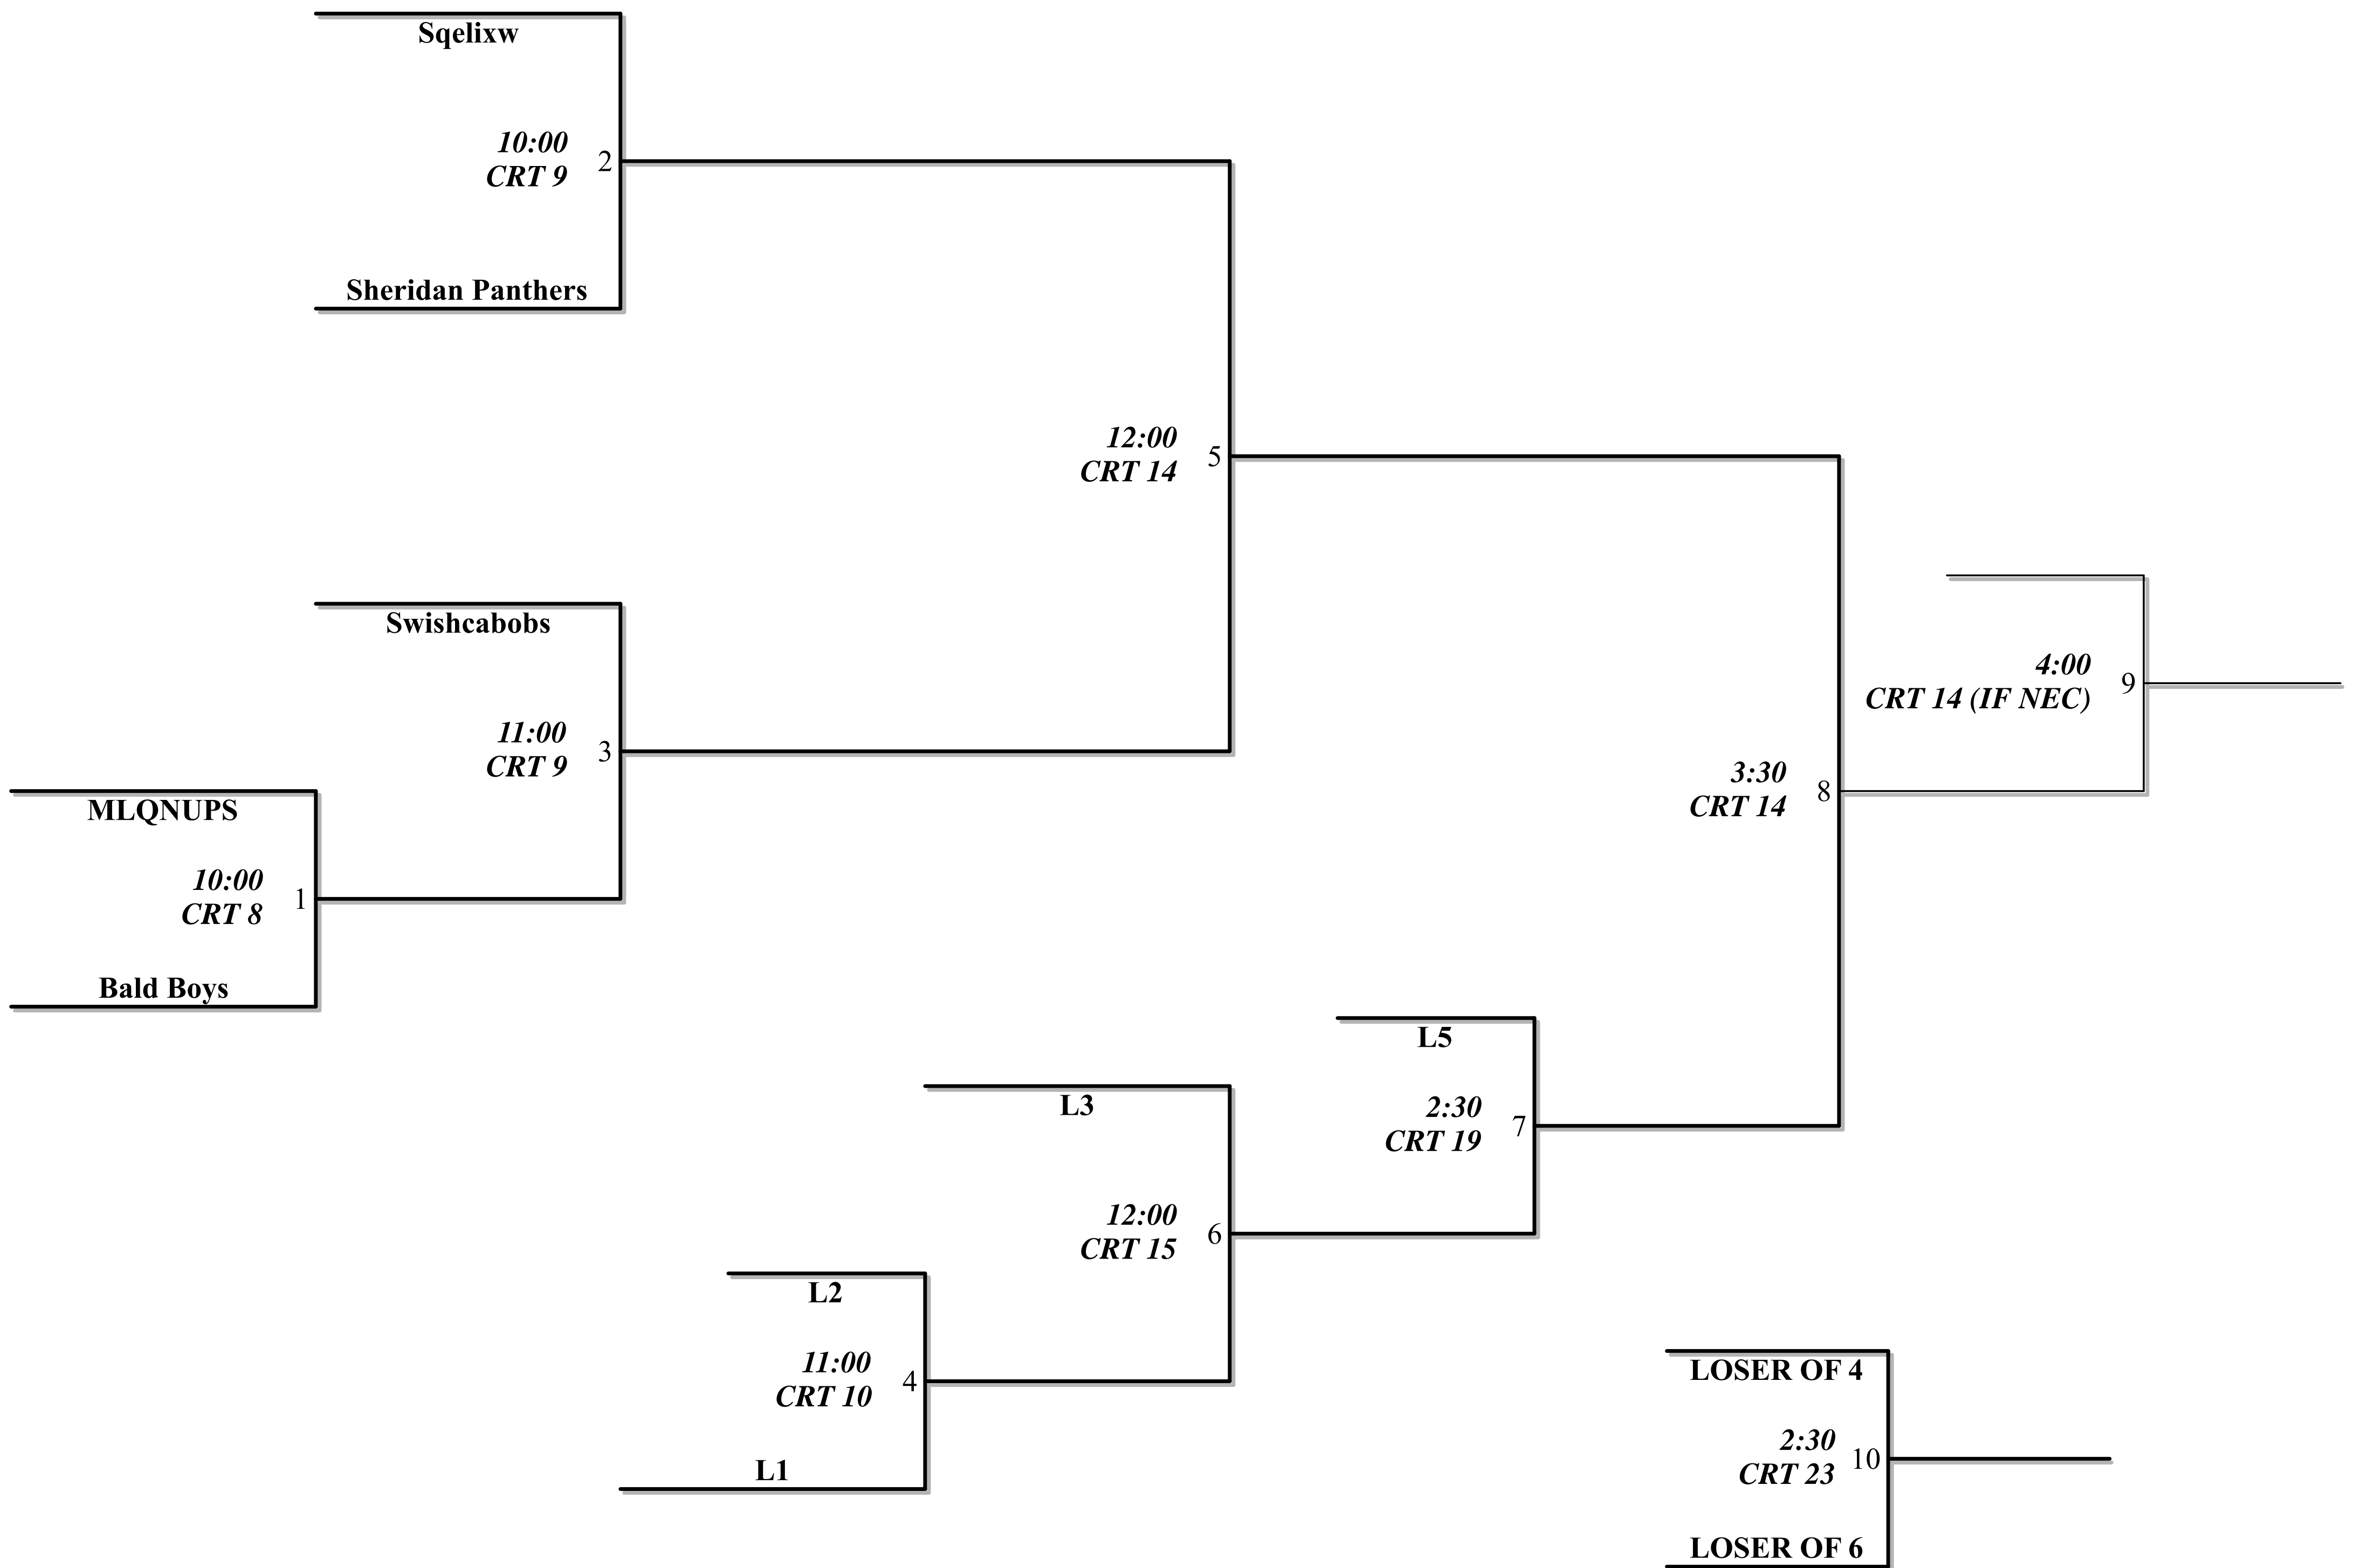 Sqelixw
10:00
CRT 9
2
Sheridan Panthers
12:00
CRT 14
5
Swishcabobs
11:00
CRT 9
3
MLQNUPS
10:00
CRT 8
1
Bald Boys
4:00
CRT 14 (IF NEC)
9
3:30
CRT 14
8
L5
2:30
CRT 19
7
L3
12:00
CRT 15
6
L2
11:00
CRT 10
4
L1
LOSER OF 4
2:30
CRT 23
10
LOSER OF 6